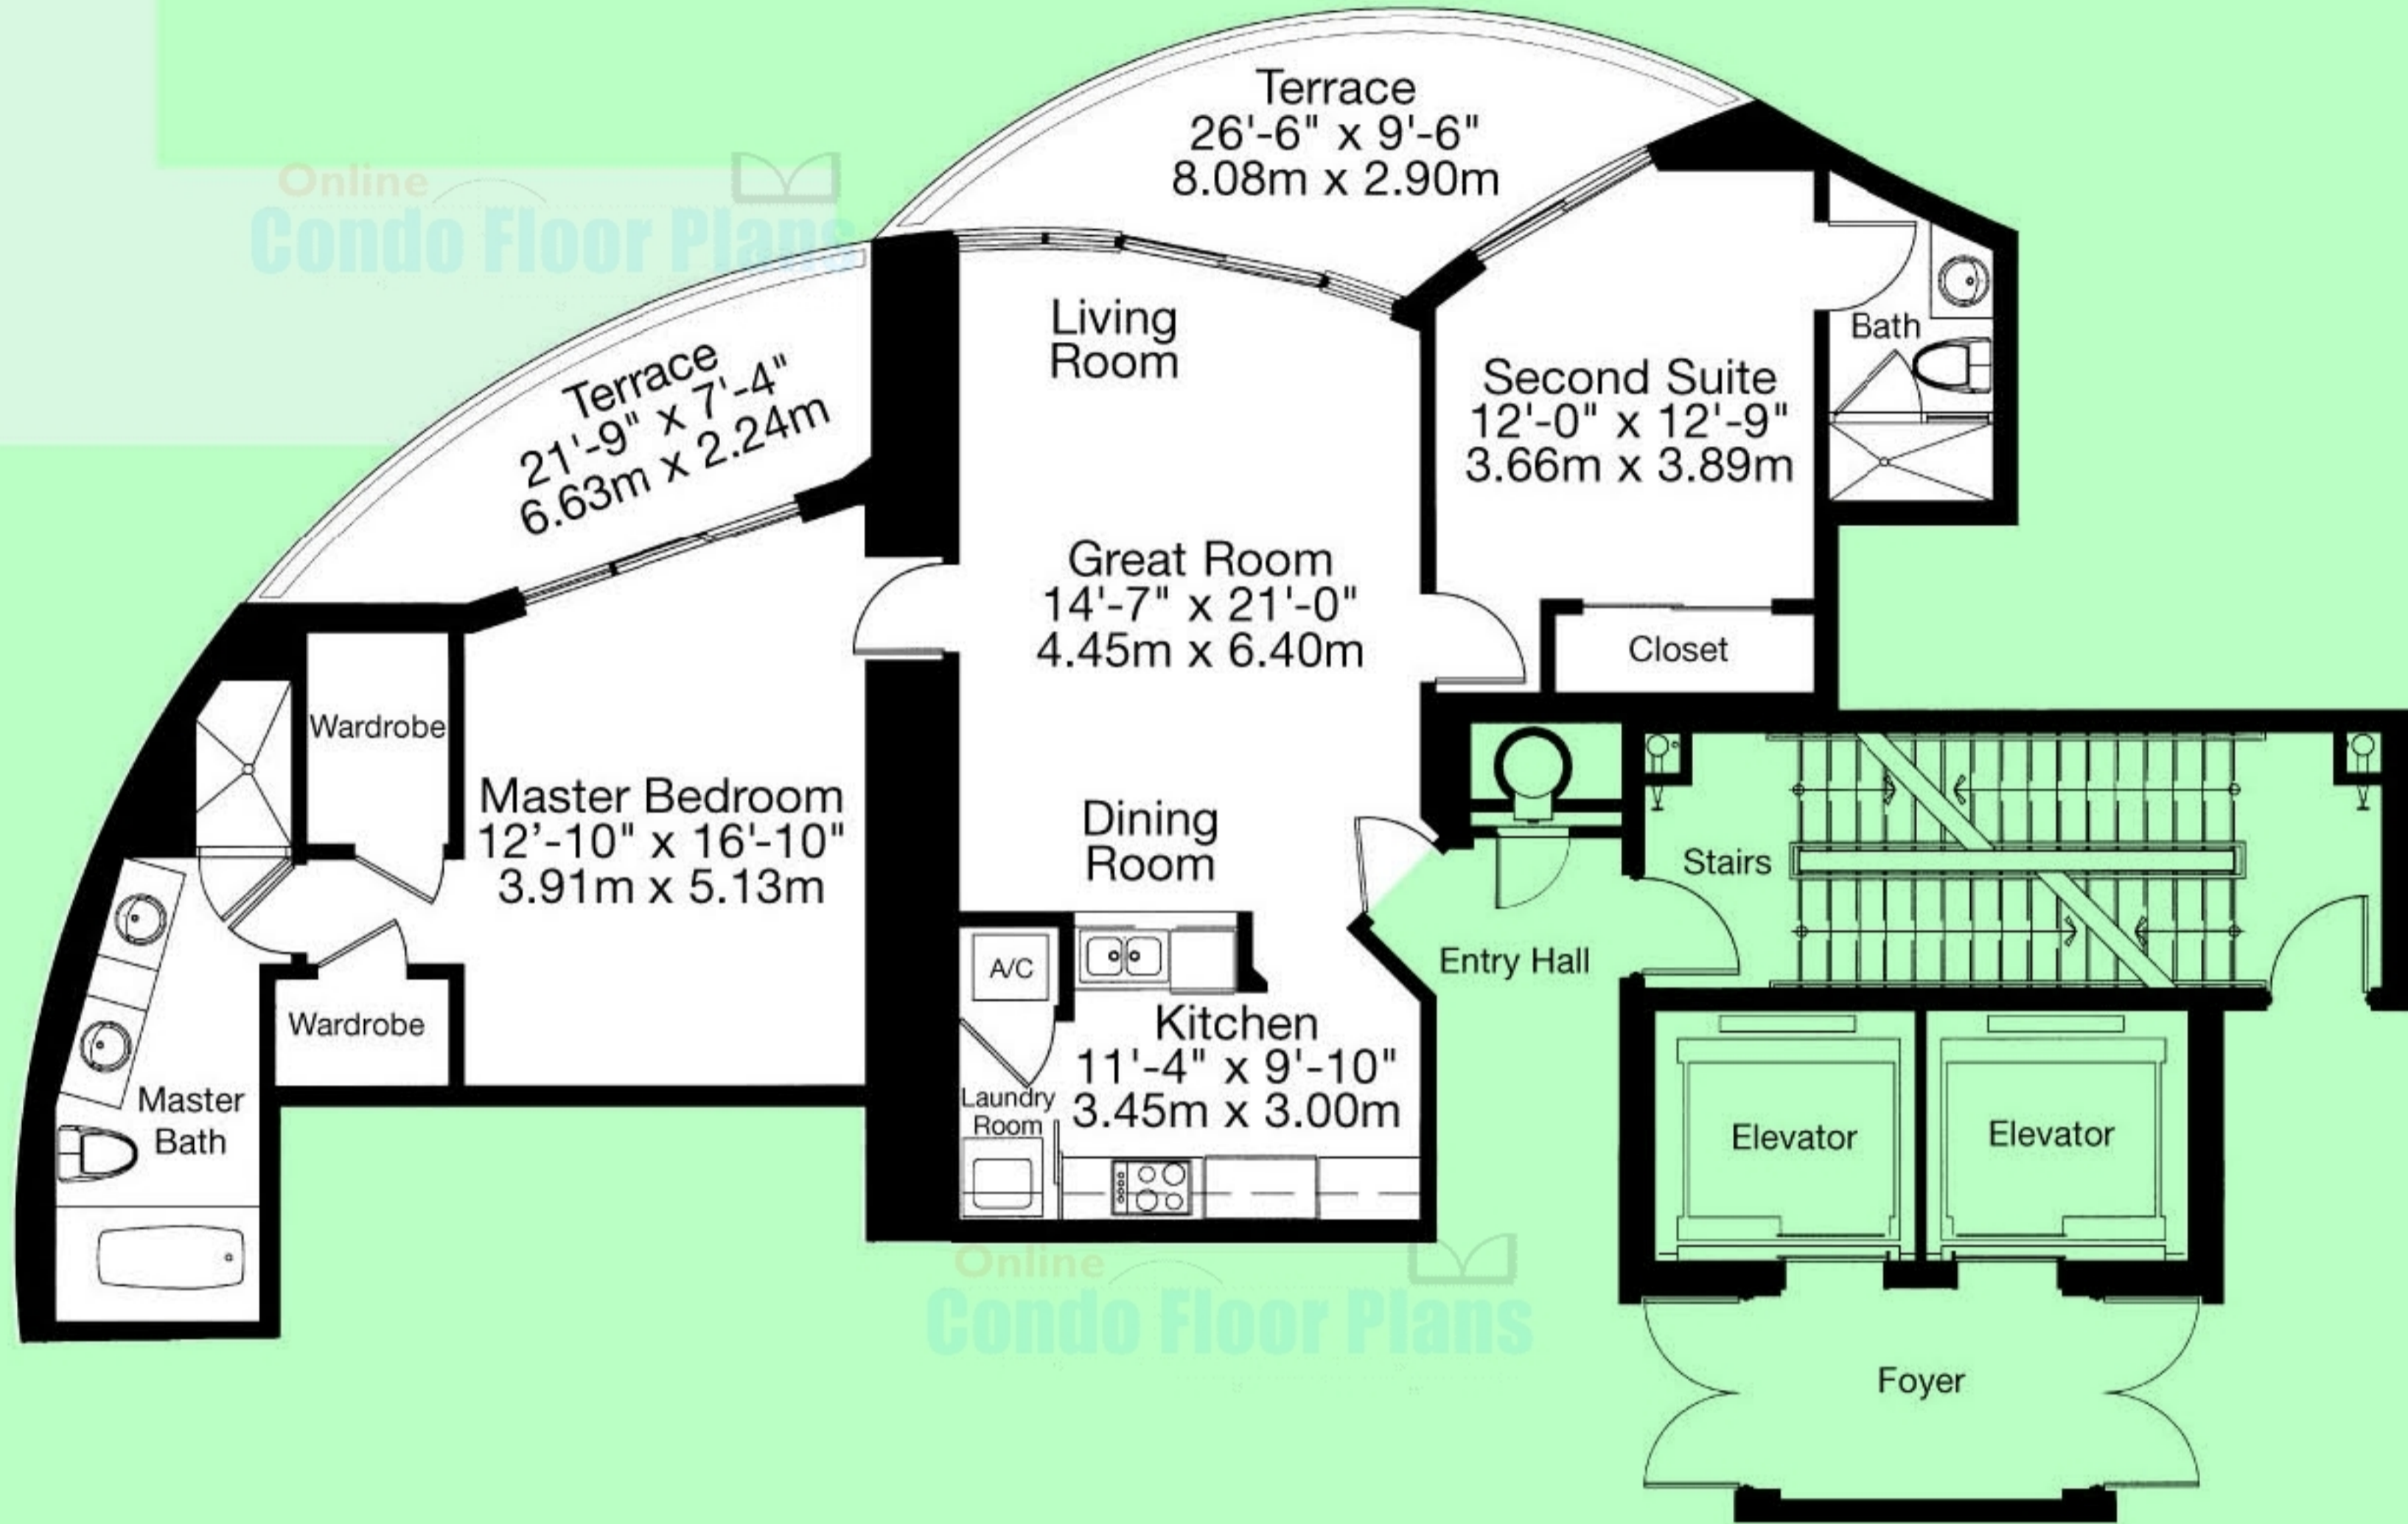 Terrace
26'-6" x 9'-6"
8.08m x 2.90m
Online
Condo Floor Plans
Terrace
21'-9" x 7'-4"
6.63m x 2.24m
Living
Room
Second Suite
12'-0" x 12'-9"
3.66m x 3.89m
Bath
Great Room
14'-7" x 21'-0"
4.45m x 6.40m
Closet
Wardrobe
Master Bedroom
12’-10" x 16'-10"
3.91m x 5.13m
Dining
Room
Stairs
Entry Hall
A/C
Wardrobe
Kitchen
11'-4" x 9'-10"
3.45m x 3.00m
Laundry
Room
Master
Bath
Elevator
Elevator
Online
Condo Floor Plans
Foyer